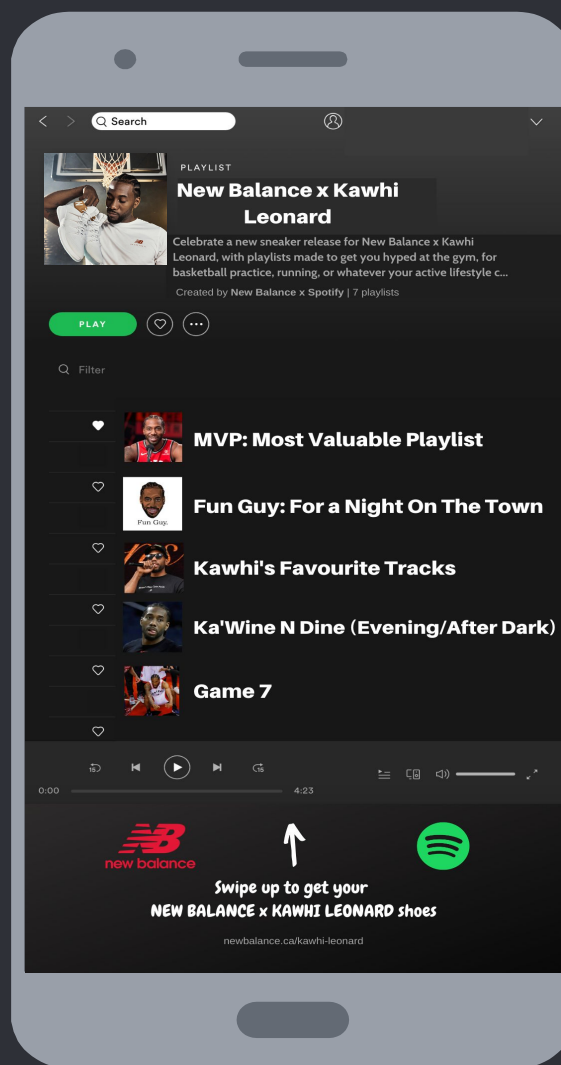 Search
PLAYLIST
New Balance x Kawhi
Leonard
Celebrate a new sneaker release for New Balance x Kawhi
Leonard, with playlists made to get you hyped at the gym, for
basketball practice, running, or whatever your active lifestyle c...
Created by New Balance x Spotify | 7 playlists
PLAY
Filter
MVP: Most Valuable Playlist
Fun Guy.
Fun Guy: For a Night On The Town
Kawhi's Favourite Tracks
Ka'Wine N Dine (Evening/After Dark)
Game 7
15
15
0:00
4:23
NB
new balance
Swipe up to get your
NEW BALANCE x KAWHI LEONARD shoes
newbalance.ca/kawhi-leonard